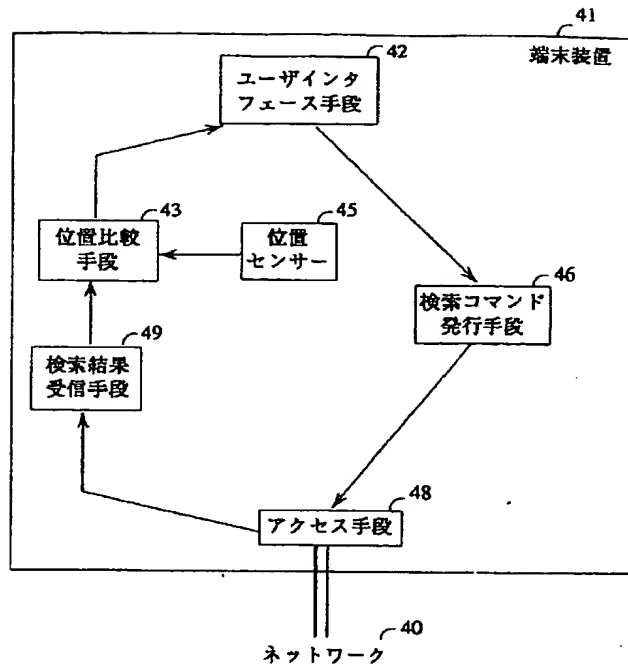 41
端末装置
42
ユーザインタ
フェース手段
43
位置比較
手段
45
位置
センサー
46
検索コマンド
発行手段
49
検索結果
受信手段
48
アクセス手段
40
ネットワーク